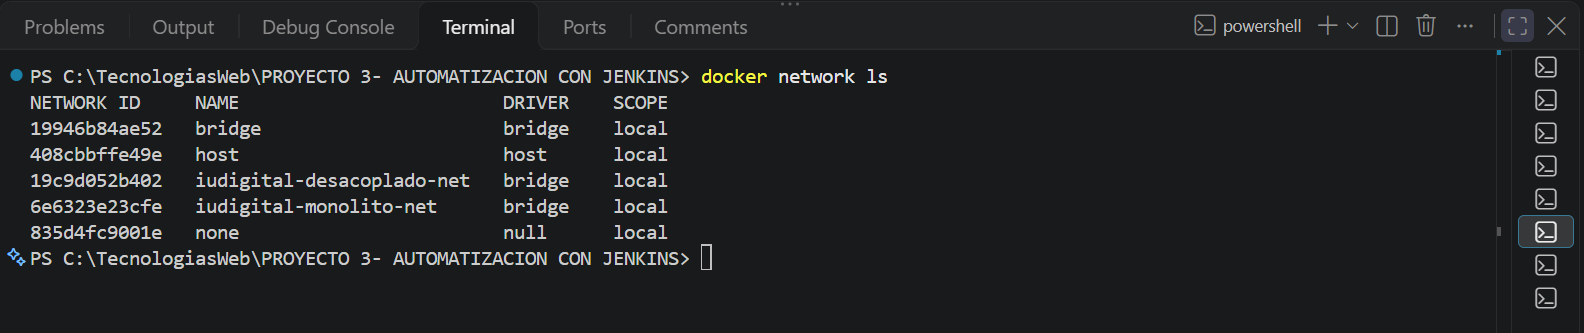 Problems Output Debug Console Terminal Ports Comments powershell
PS C:\TecnologiasWeb\PROYECTO 3- AUTOMATIZACION CON JENKINS> docker network ls
NETWORK ID     NAME                        DRIVER    SCOPE
19946b84ae52   bridge                      bridge    local
408cbbffe49e   host                        host      local
19c9d052b402   iudigital-desacoplado-net   bridge    local
6e6323e23cfe   iudigital-monolito-net      bridge    local
835d4fc9001e   none                        null      local
PS C:\TecnologiasWeb\PROYECTO 3- AUTOMATIZACION CON JENKINS>